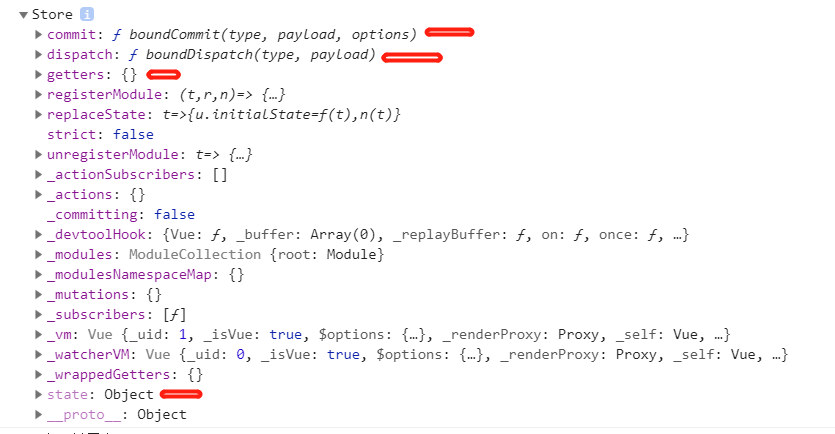 Store i
commit: ƒ boundCommit(type, payload, options)
dispatch: ƒ boundDispatch(type, payload)
getters: {}
registerModule: (t,r,n)=> {…}
replaceState: t=>{u.initialState=f(t),n(t)}
strict: false
unregisterModule: t=> {…}
_actionSubscribers: []
_actions: {}
_committing: false
_devtoolHook: {Vue: ƒ, _buffer: Array(0), _replayBuffer: ƒ, on: ƒ, once: ƒ, …}
_modules: ModuleCollection {root: Module}
_modulesNamespaceMap: {}
_mutations: {}
_subscribers: [ƒ]
_vm: Vue {_uid: 1, _isVue: true, $options: {…}, _renderProxy: Proxy, _self: Vue, …}
_watcherVM: Vue {_uid: 0, _isVue: true, $options: {…}, _renderProxy: Proxy, _self: Vue, …}
_wrappedGetters: {}
state: Object
__proto__: Object